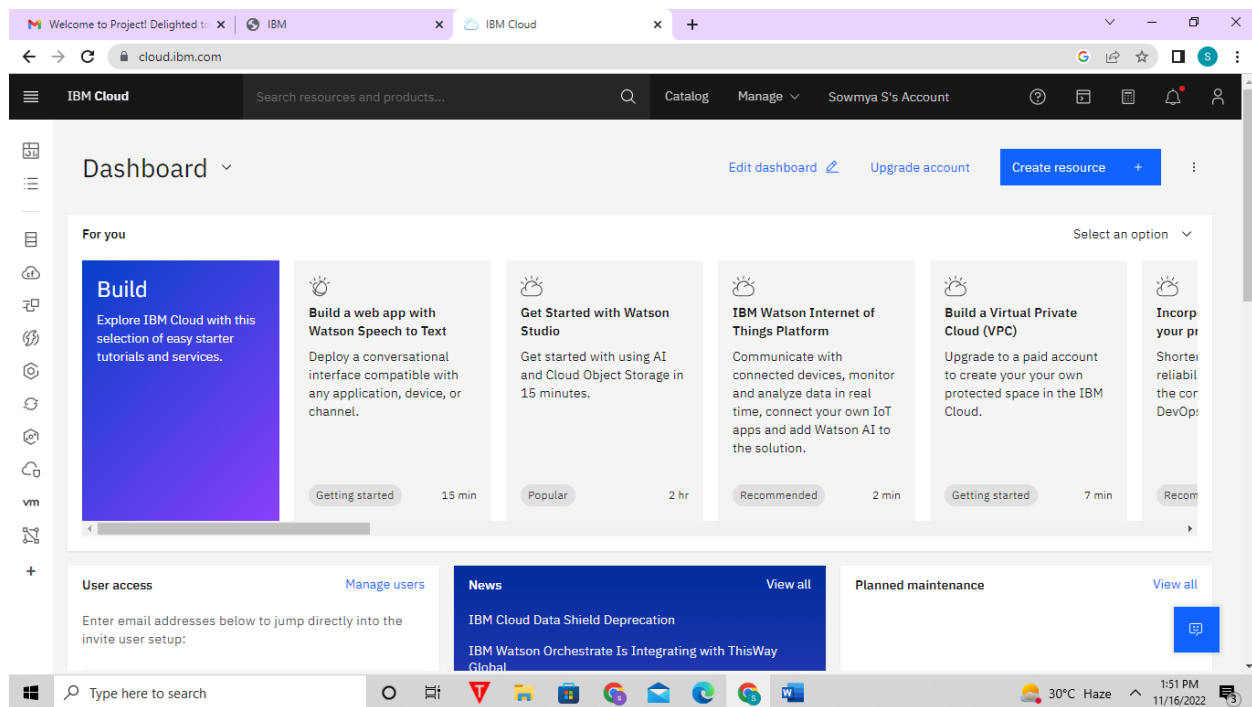 Welcome to Project! Delighted to
IBM
IBM Cloud
cloud.ibm.com
S
IBM Cloud
Search resources and products...
Catalog
Manage
Sowmya S's Account
Dashboard
Edit dashboard
Upgrade account
Create resource +
For you
Select an option
Build
Explore IBM Cloud with this
selection of easy starter
tutorials and services.
Build a web app with
Watson Speech to Text
Deploy a conversational
interface compatible with
any application, device, or
channel.
Getting started
15 min
Get Started with Watson
Studio
Get started with using AI
and Cloud Object Storage in
15 minutes.
Popular
2 hr
IBM Watson Internet of
Things Platform
Communicate with
connected devices, monitor
and analyze data in real
time, connect your own IoT
apps and add Watson AI to
the solution.
Recommended
2 min
Build a Virtual Private
Cloud (VPC)
Upgrade to a paid account
to create your your own
protected space in the IBM
Cloud.
Getting started
7 min
Incorp
your pr
Shorter
reliabil
the cor
DevOps
Recom
vm
User access
Manage users
Enter email addresses below to jump directly into the
invite user setup:
News
View all
IBM Cloud Data Shield Deprecation
IBM Watson Orchestrate Is Integrating with ThisWay
Global
Planned maintenance
View all
Type here to search
30°C Haze
1:51 PM
11/16/2022
3